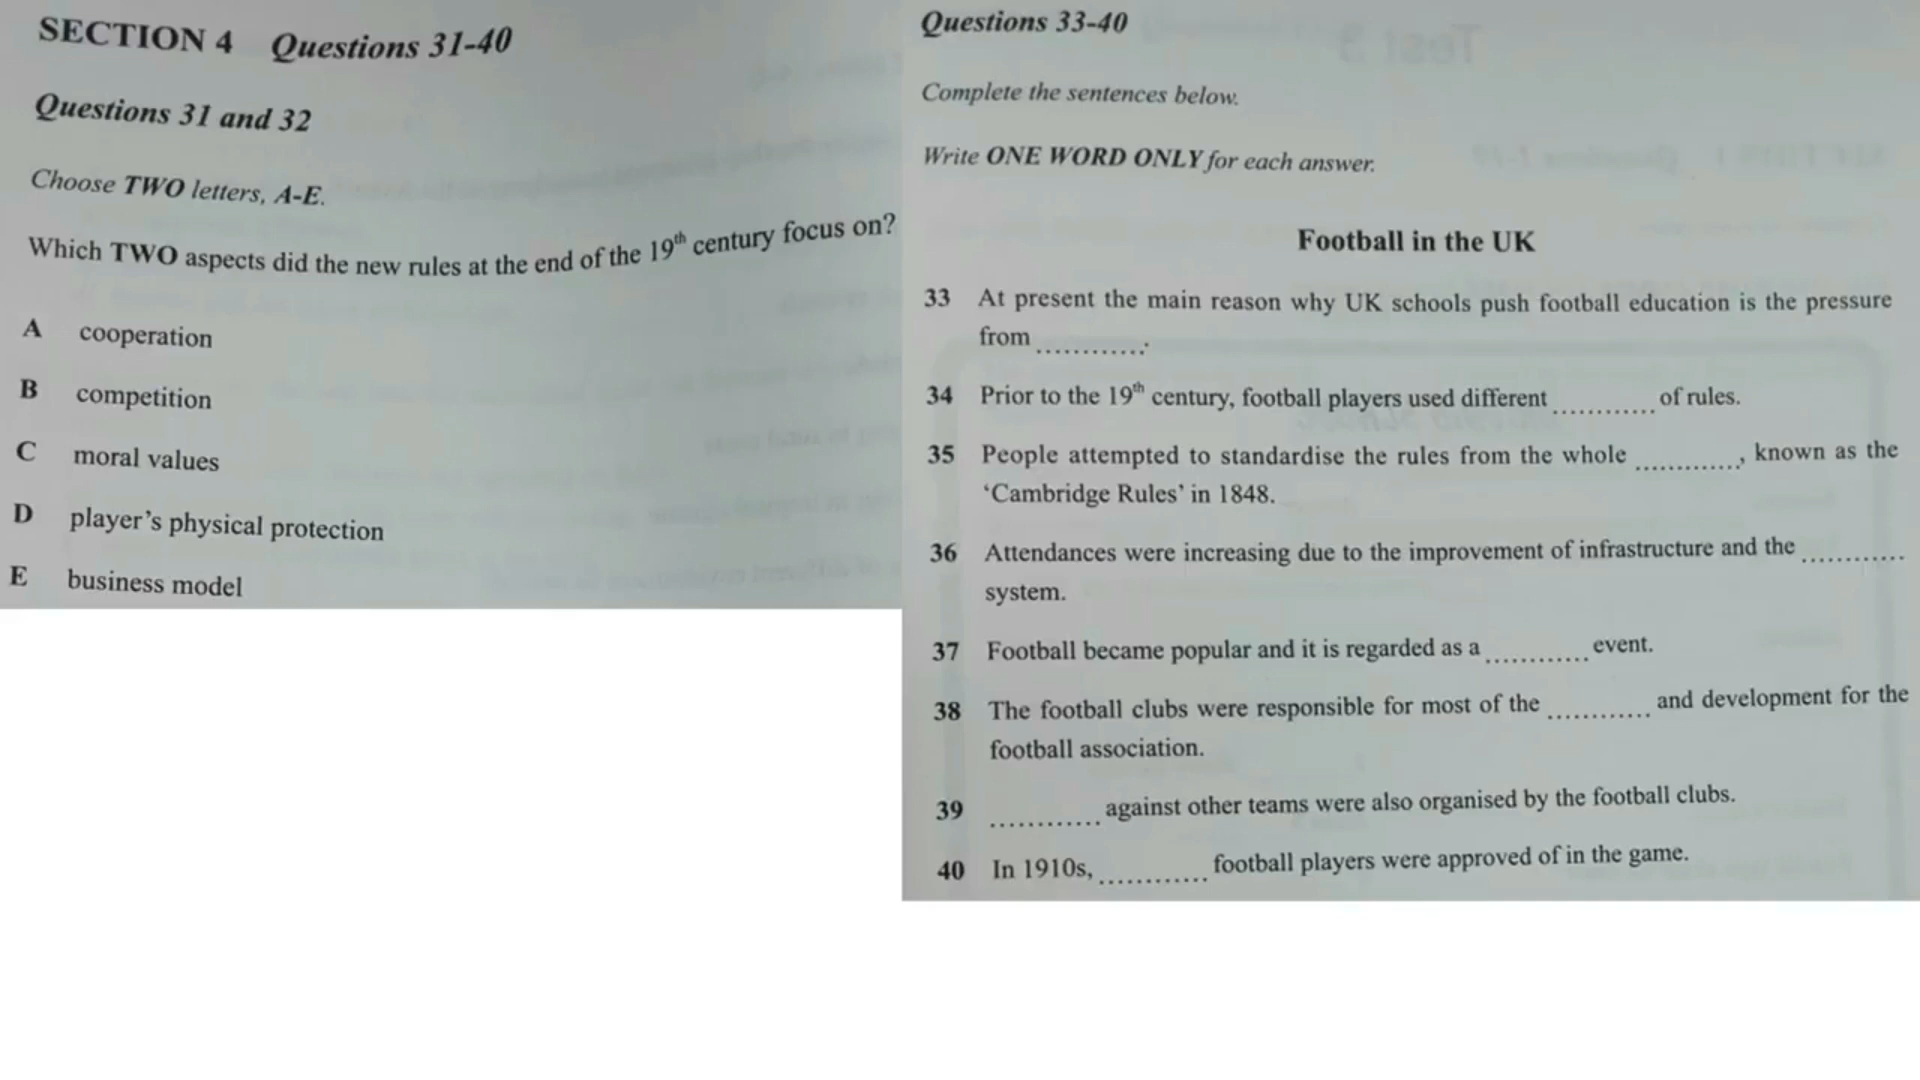 SECTION 4 Questions 31-40
Questions 31 and 32
Choose TWO letters, A-E.
Which TWO aspects did the new rules at the end of the 19th century focus on?
A cooperation
B competition
C moral values
D player's physical protection
E business model
Questions 33-40
Complete the sentences below.
Write ONE WORD ONLY for each answer.
Football in the UK
33 At present the main reason why UK schools push football education is the pressure
from .............
34 Prior to the 19th century, football players used different ............ of rules.
35 People attempted to standardise the rules from the whole ............, known as the
'Cambridge Rules' in 1848.
36 Attendances were increasing due to the improvement of infrastructure and the ............
system.
37 Football became popular and it is regarded as a ............ event.
38 The football clubs were responsible for most of the ............ and development for the
football association.
39 ............ against other teams were also organised by the football clubs.
40 In 1910s, ............ football players were approved of in the game.